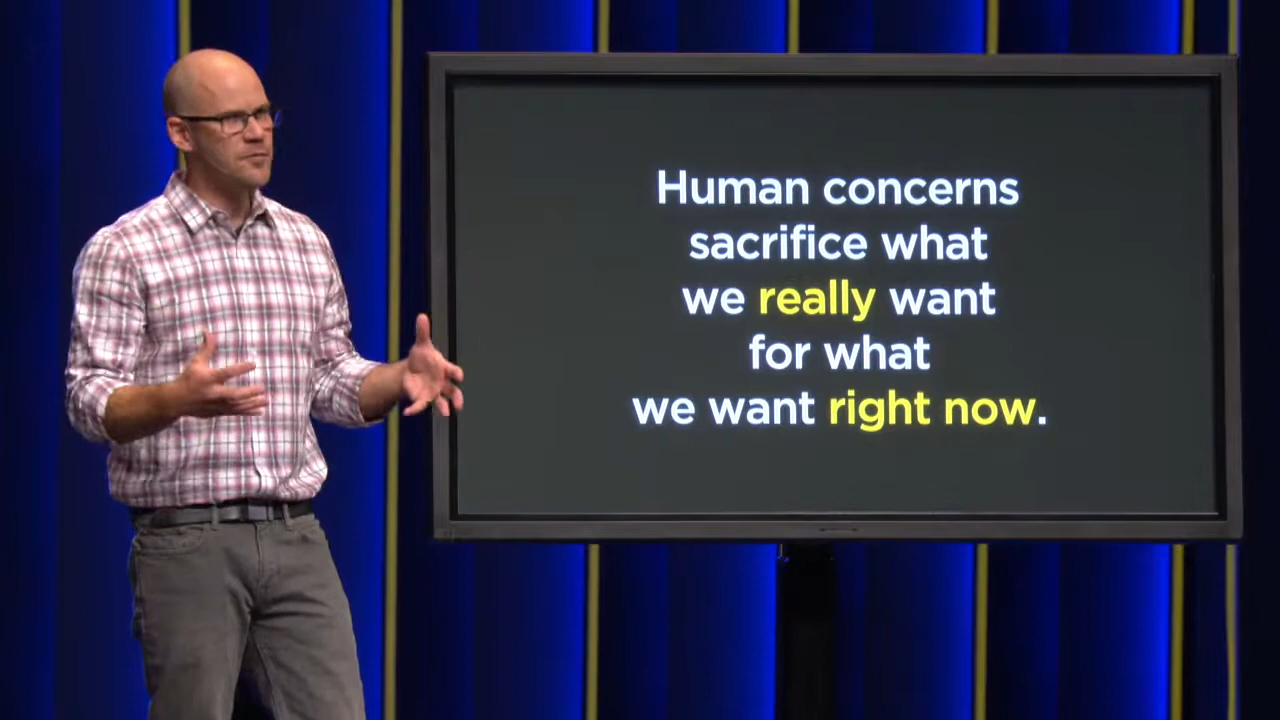 Human concerns
sacrifice what
we really want
for what
we want right now.